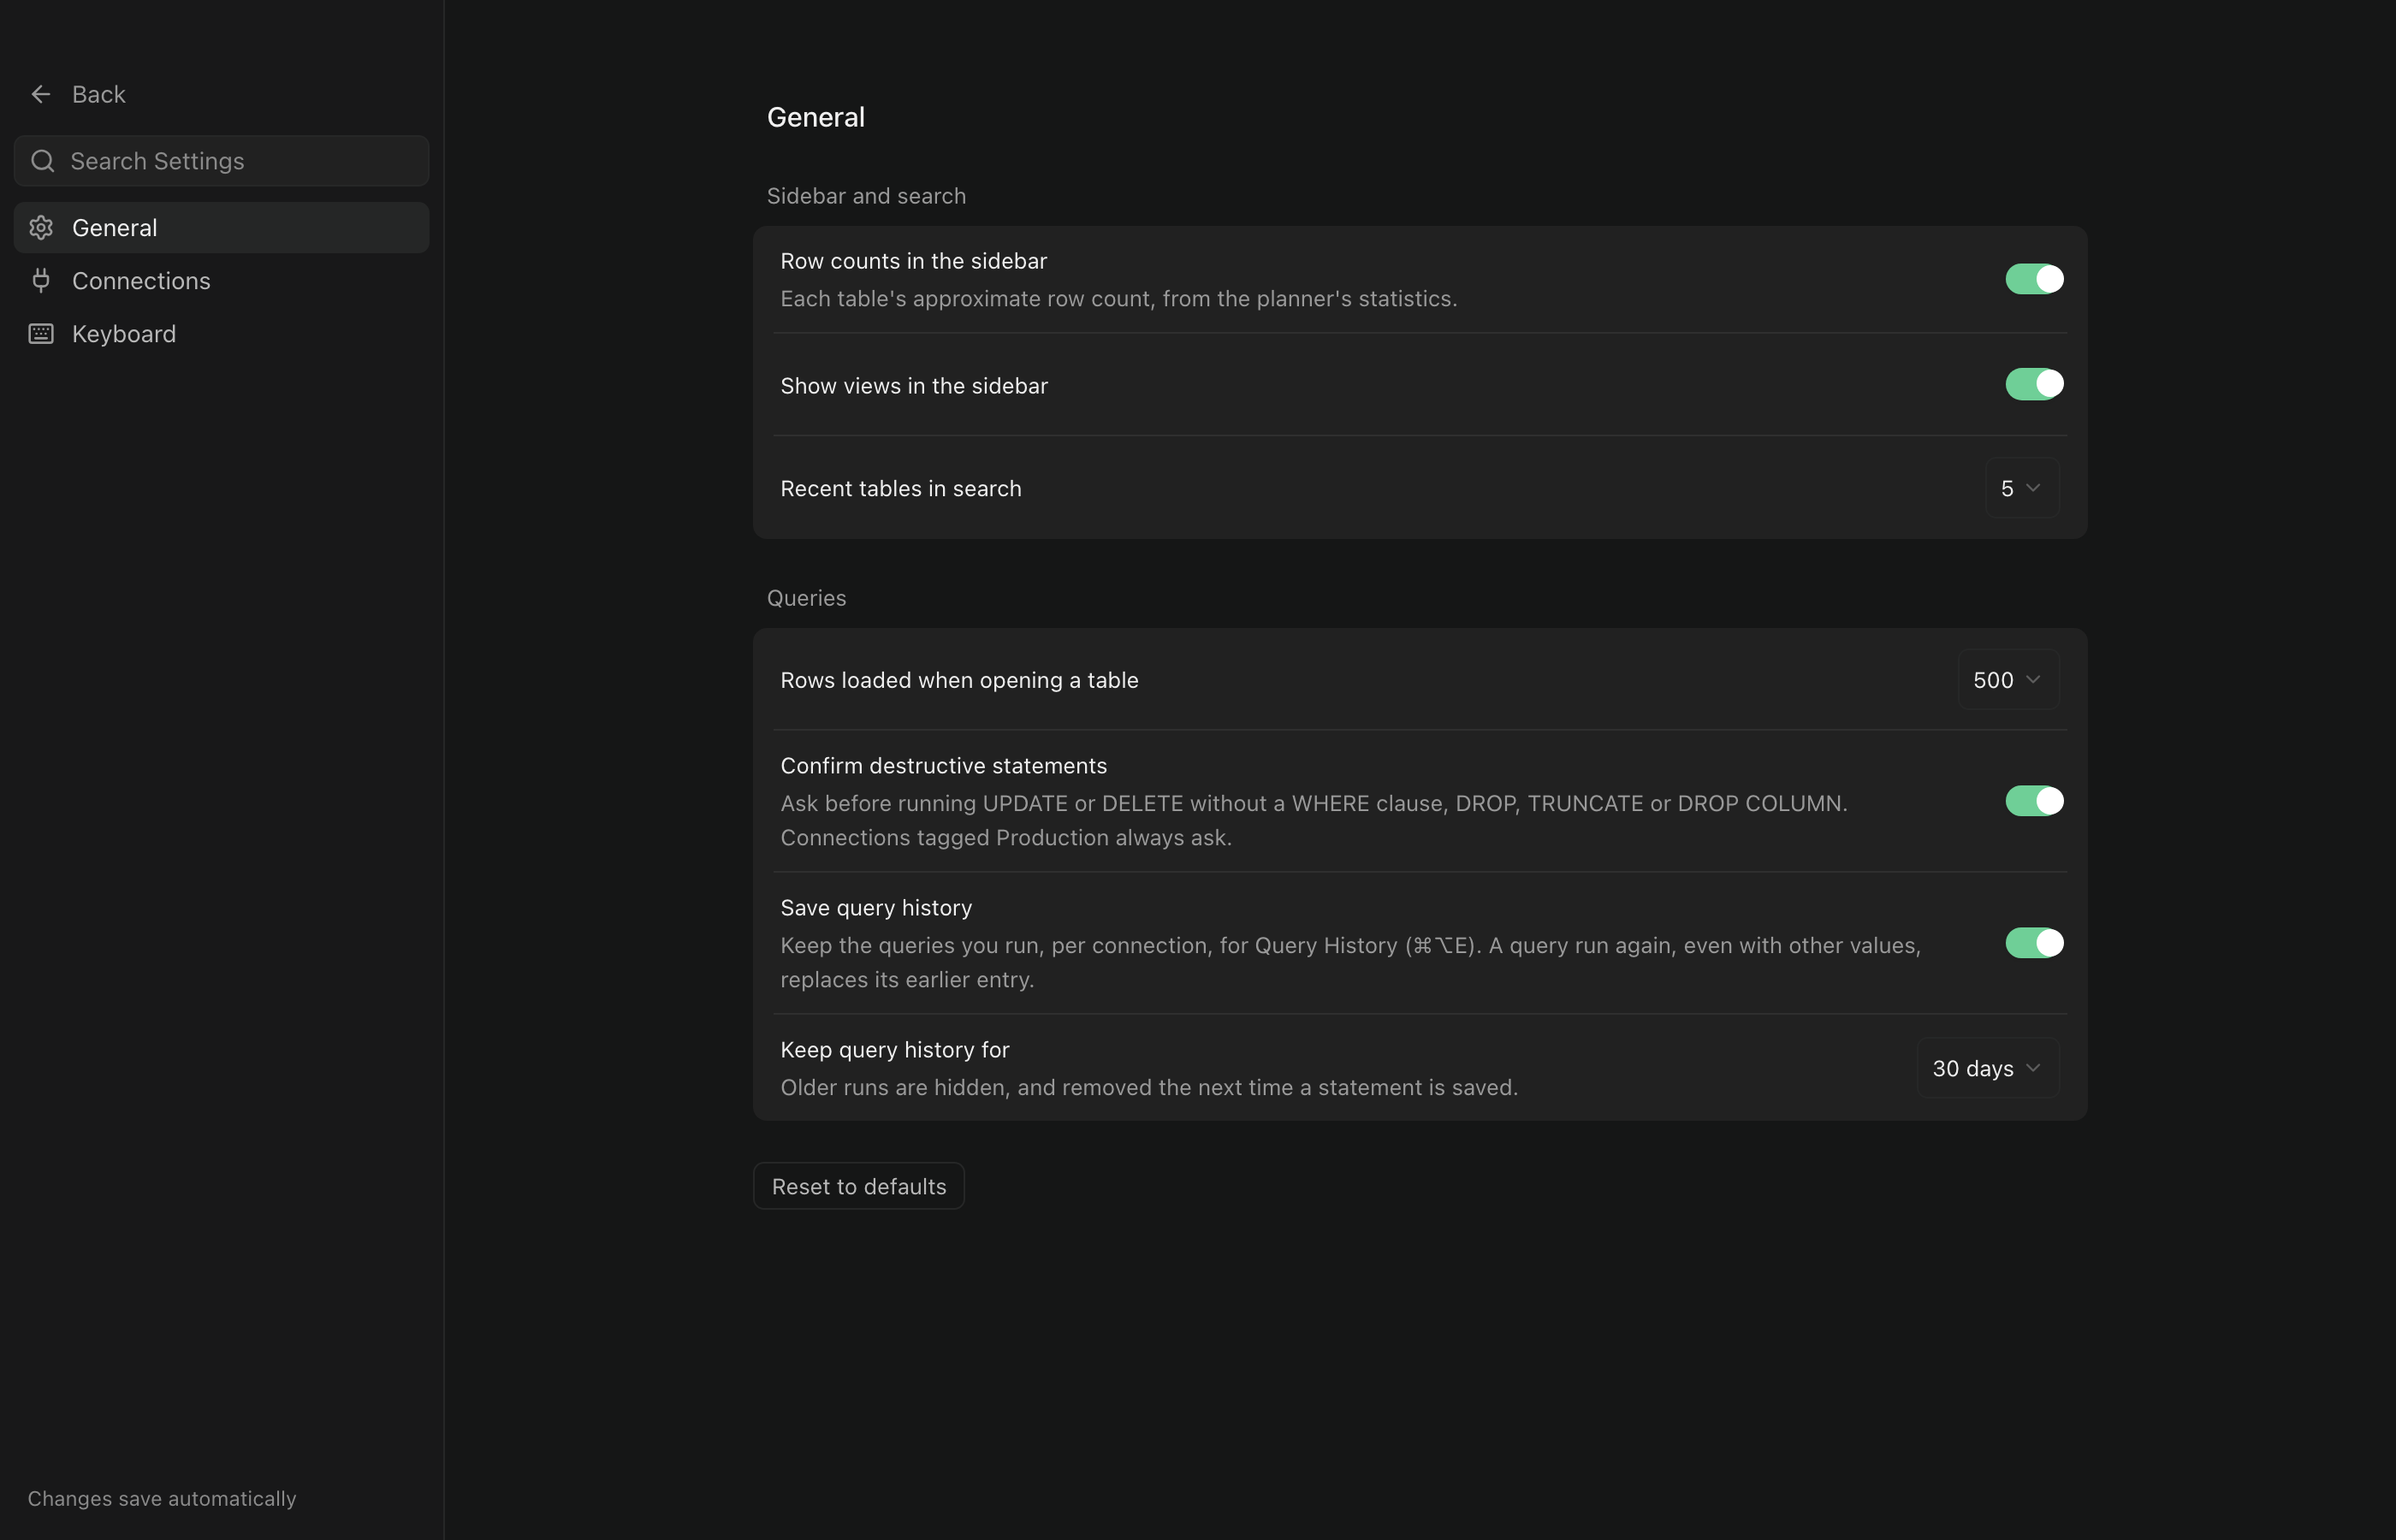 Back
Search Settings
General
Connections
Keyboard
Changes save automatically
General
Sidebar and search
Row counts in the sidebar
Each table's approximate row count, from the planner's statistics.
Show views in the sidebar
Recent tables in search
5
Queries
Rows loaded when opening a table
500
Confirm destructive statements
Ask before running UPDATE or DELETE without a WHERE clause, DROP, TRUNCATE or DROP COLUMN.
Connections tagged Production always ask.
Save query history
Keep the queries you run, per connection, for Query History (⌘⌥E). A query run again, even with other values,
replaces its earlier entry.
Keep query history for
Older runs are hidden, and removed the next time a statement is saved.
30 days
Reset to defaults